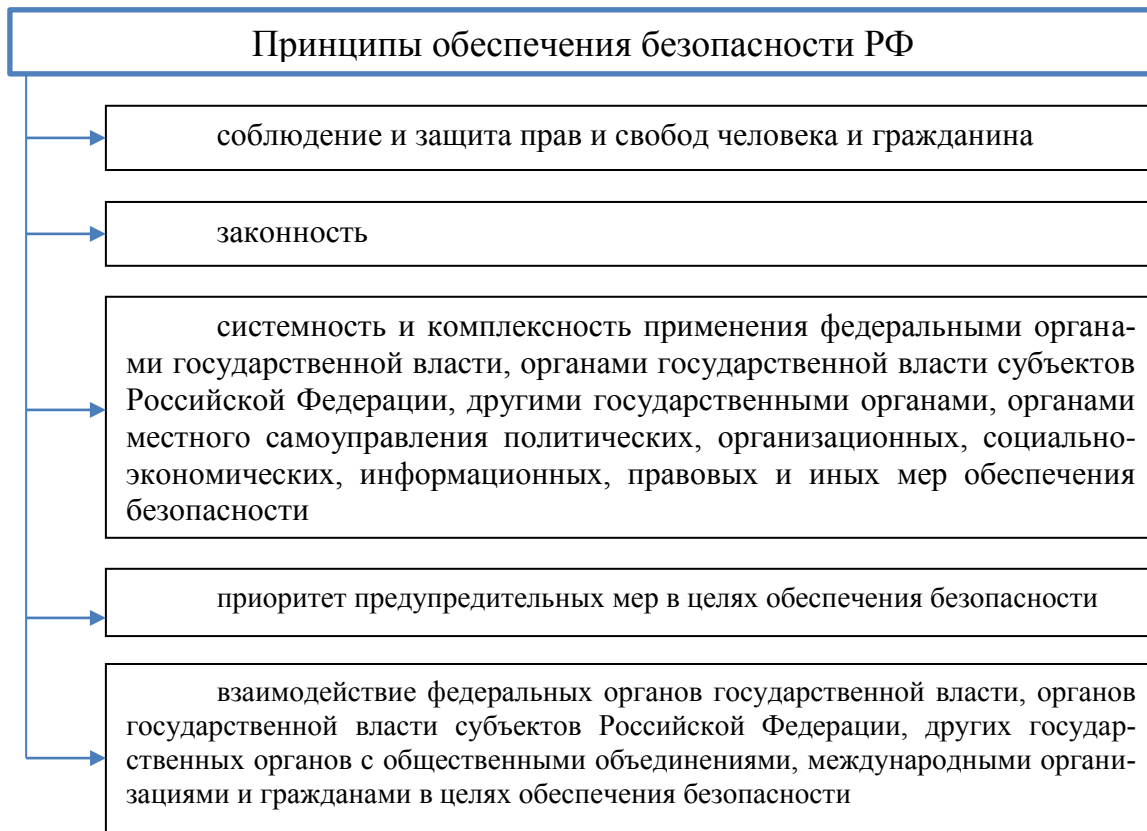 Принципы обеспечения безопасности РФ
соблюдение и защита прав и свобод человека и гражданина
законность
системность и комплексность применения федеральными органа-
ми государственной власти, органами государственной власти субъектов
Российской Федерации, другими государственными органами, органами
местного самоуправления политических, организационных, социально-
экономических, информационных, правовых и иных мер обеспечения
безопасности
приоритет предупредительных мер в целях обеспечения безопасности
взаимодействие федеральных органов государственной власти, органов
государственной власти субъектов Российской Федерации, других государ-
ственных органов с общественными объединениями, международными органи-
зациями и гражданами в целях обеспечения безопасности